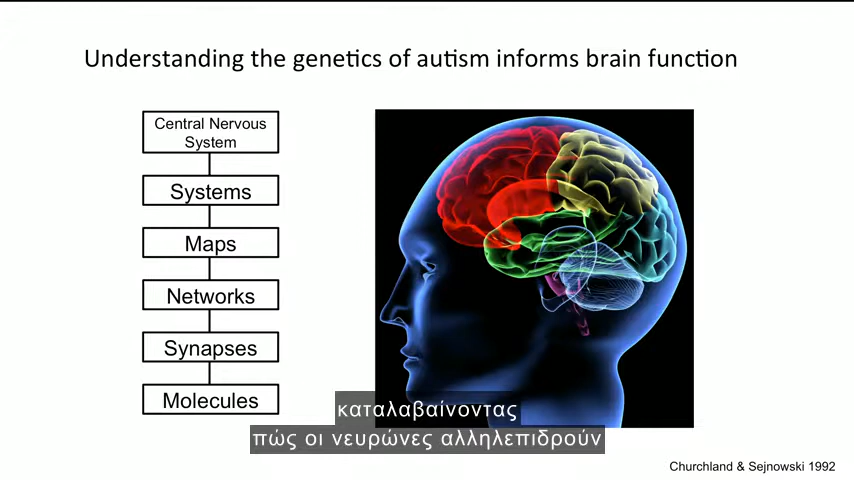 Understanding the genetics of autism informs brain function
Central Nervous
System
Systems
Maps
Networks
Synapses
Molecules
καταλαβαίνοντας
πώς οι νευρώνες αλληλεπιδρούν
Churchland & Sejnowski 1992